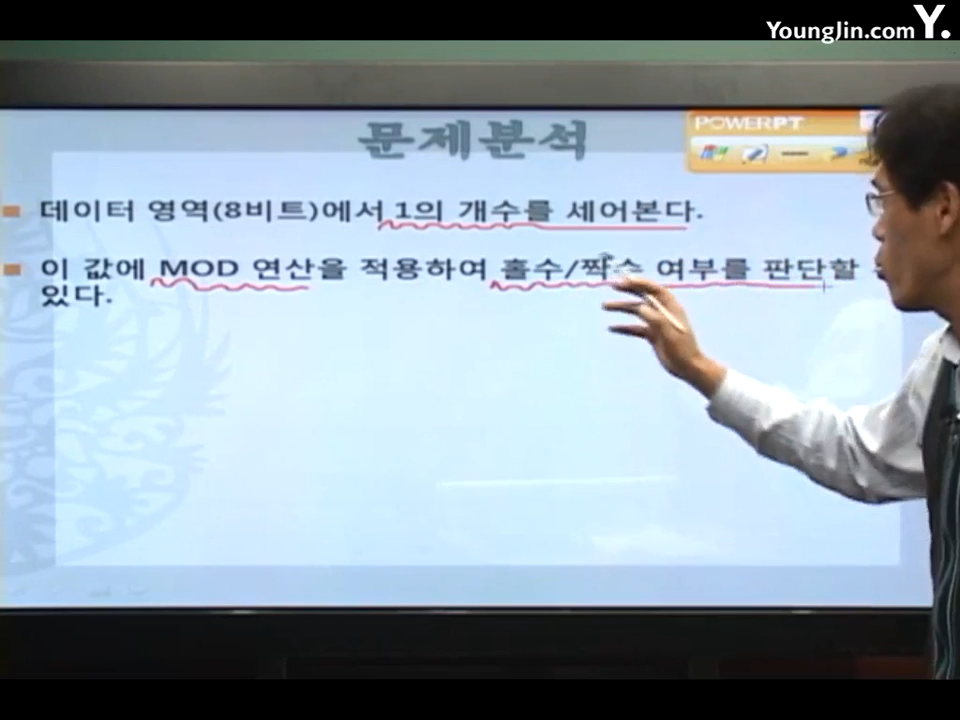 YoungJin.com Y.
문제분석
POWERPT
데이터 영역(8비트)에서 1의 개수를 세어본다.
이 값에 MOD 연산을 적용하여 홀수/짝수 여부를 판단할
있다.